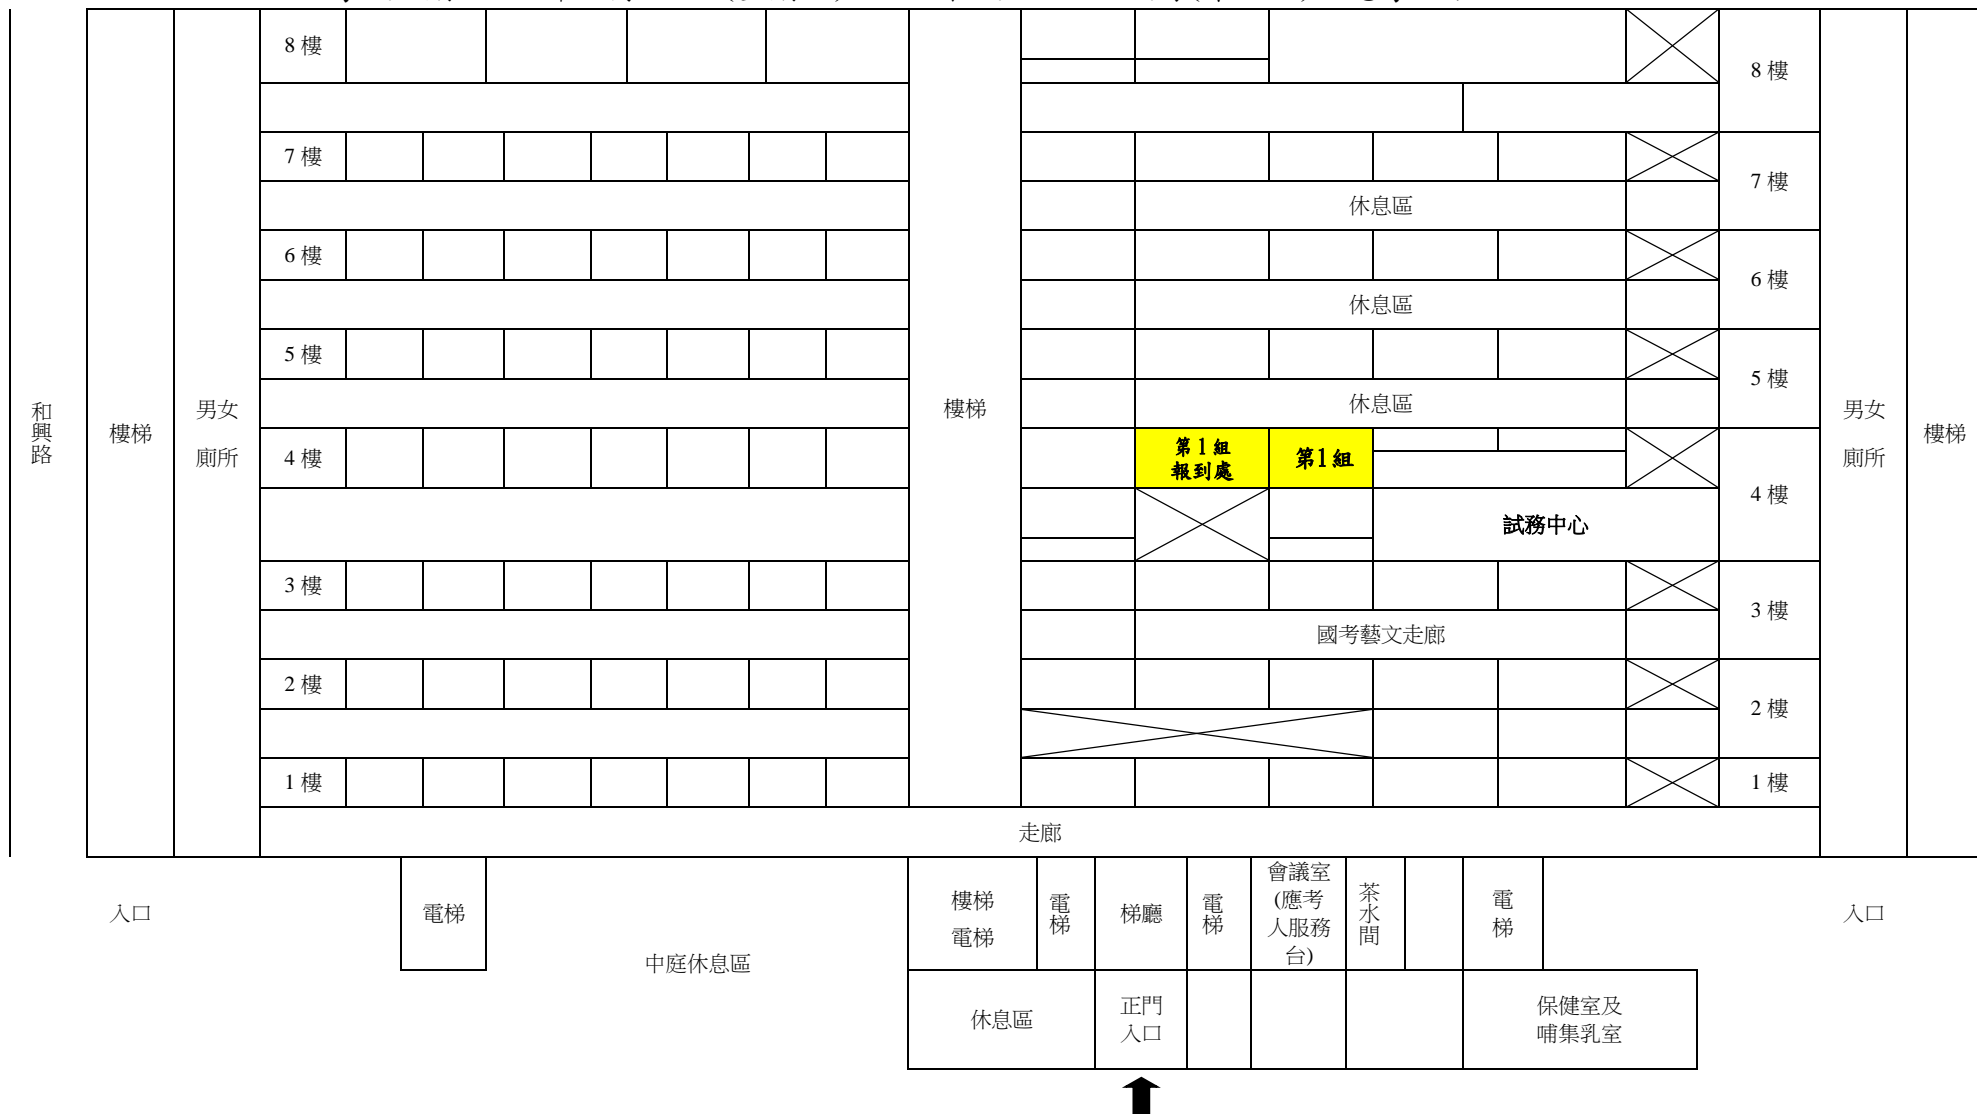 8 樓
8 樓
7 樓
7 樓
休息區
6 樓
6 樓
休息區
5 樓
5 樓
休息區
和興路
樓梯
男女
廁所
樓梯
男女
廁所
樓梯
4 樓
第1組
報到處
第1組
4 樓
試務中心
3 樓
3 樓
國考藝文走廊
2 樓
2 樓
1 樓
1 樓
走廊
入口
電梯
中庭休息區
樓梯
電梯
電梯
梯廳
電梯
會議室
(應考
人服務
台)
茶水間
電梯
入口
休息區
正門
入口
保健室及
哺集乳室